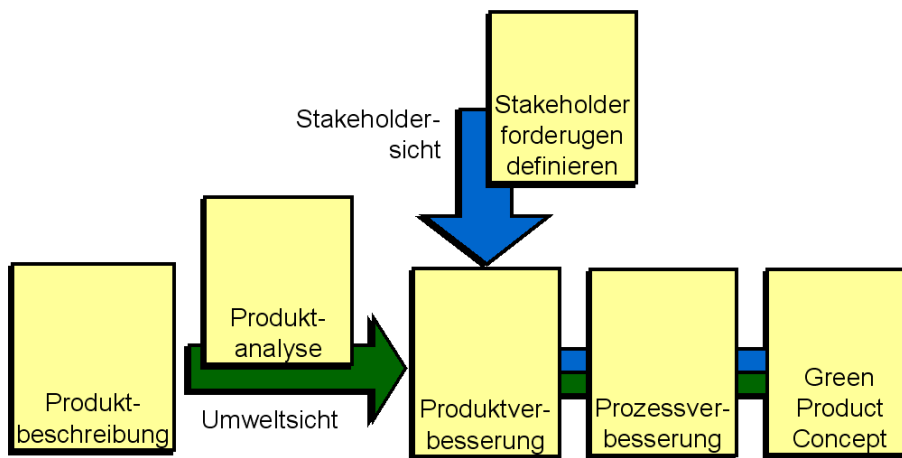 Stakeholder-
sicht
Stakeholder
forderugen
definieren
Produkt-
analyse
Umweltsicht
Produkt-
beschreibung
Produktver-
besserung
Prozessver-
besserung
Green
Product
Concept